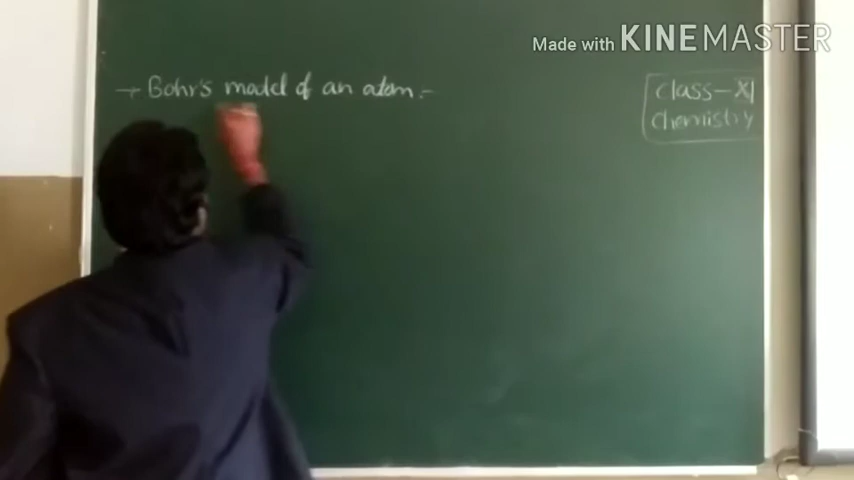 Made with KINEMASTER
→ Bohr's model of an atom :-
Class-XI
Chemistry